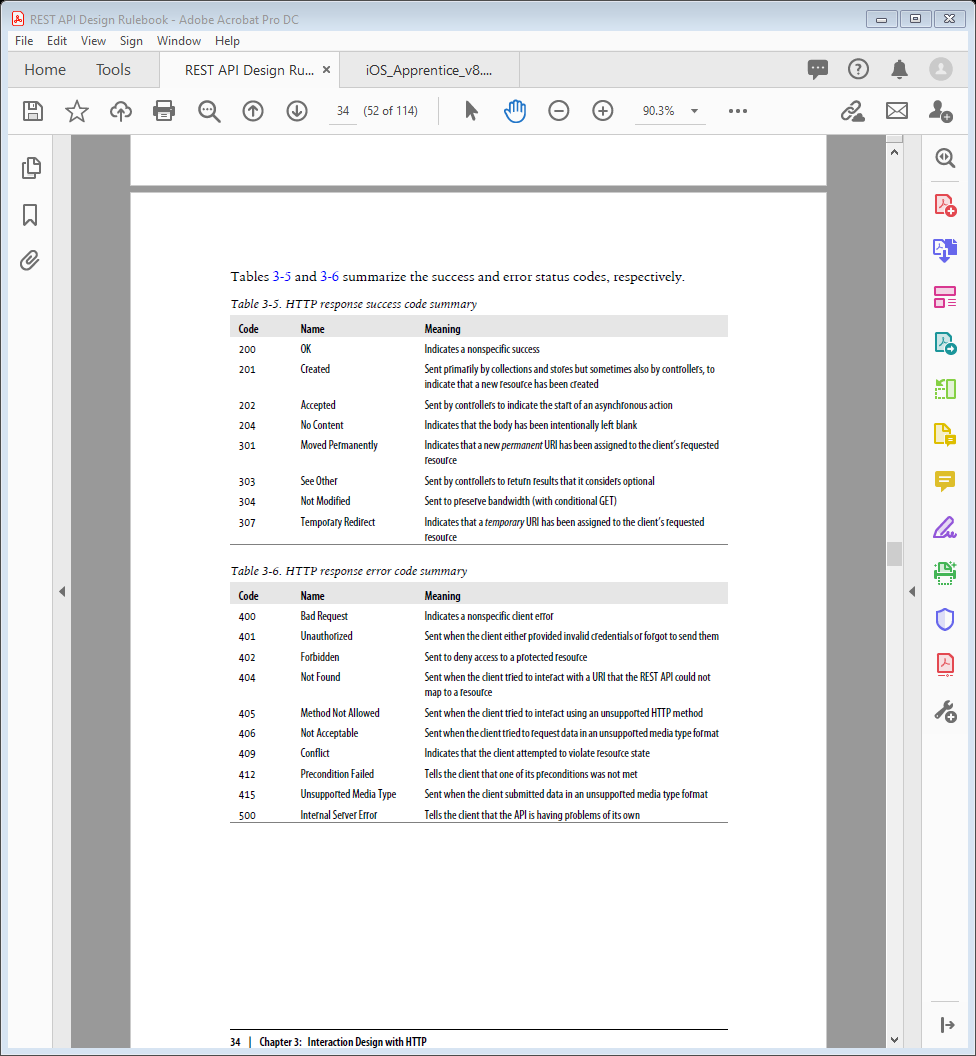 REST API Design Rulebook - Adobe Acrobat Pro DC
File Edit View Sign Window Help
Home Tools REST API Design Ru... × iOS_Apprentice_v8....
34 (52 of 114) 90.3%
Tables 3-5 and 3-6 summarize the success and error status codes, respectively.
Table 3-5. HTTP response success code summary
Code Name Meaning
200 OK Indicates a nonspecific success
201 Created Sent primarily by collections and stores but sometimes also by controllers, to
indicate that a new resource has been created
202 Accepted Sent by controllers to indicate the start of an asynchronous action
204 No Content Indicates that the body has been intentionally left blank
301 Moved Permanently Indicates that a new permanent URI has been assigned to the client's requested
resource
303 See Other Sent by controllers to return results that it considers optional
304 Not Modified Sent to preserve bandwidth (with conditional GET)
307 Temporary Redirect Indicates that a temporary URI has been assigned to the client's requested
resource
Table 3-6. HTTP response error code summary
Code Name Meaning
400 Bad Request Indicates a nonspecific client error
401 Unauthorized Sent when the client either provided invalid credentials or forgot to send them
402 Forbidden Sent to deny access to a protected resource
404 Not Found Sent when the client tried to interact with a URI that the REST API could not
map to a resource
405 Method Not Allowed Sent when the client tried to interact using an unsupported HTTP method
406 Not Acceptable Sent when the client tried to request data in an unsupported media type format
409 Conflict Indicates that the client attempted to violate resource state
412 Precondition Failed Tells the client that one of its preconditions was not met
415 Unsupported Media Type Sent when the client submitted data in an unsupported media type format
500 Internal Server Error Tells the client that the API is having problems of its own
34 | Chapter 3: Interaction Design with HTTP